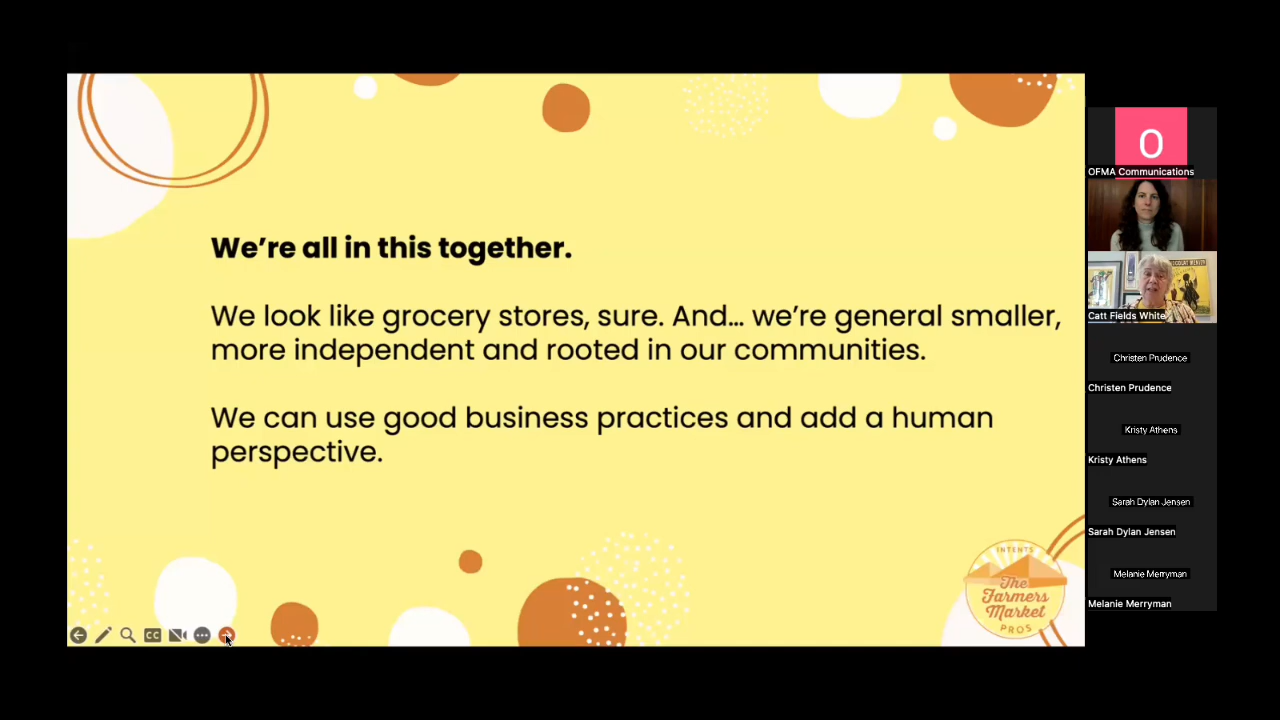 We're all in this together.
We look like grocery stores, sure. And... we're general smaller,
more independent and rooted in our communities.
We can use good business practices and add a human
perspective.
INTENTS
The
Farmers
Market
PROS
CC
O
OFMA Communications
Catt Fields White
Christen Prudence
Christen Prudence
Kristy Athens
Kristy Athens
Sarah Dylan Jensen
Sarah Dylan Jensen
Melanie Merryman
Melanie Merryman